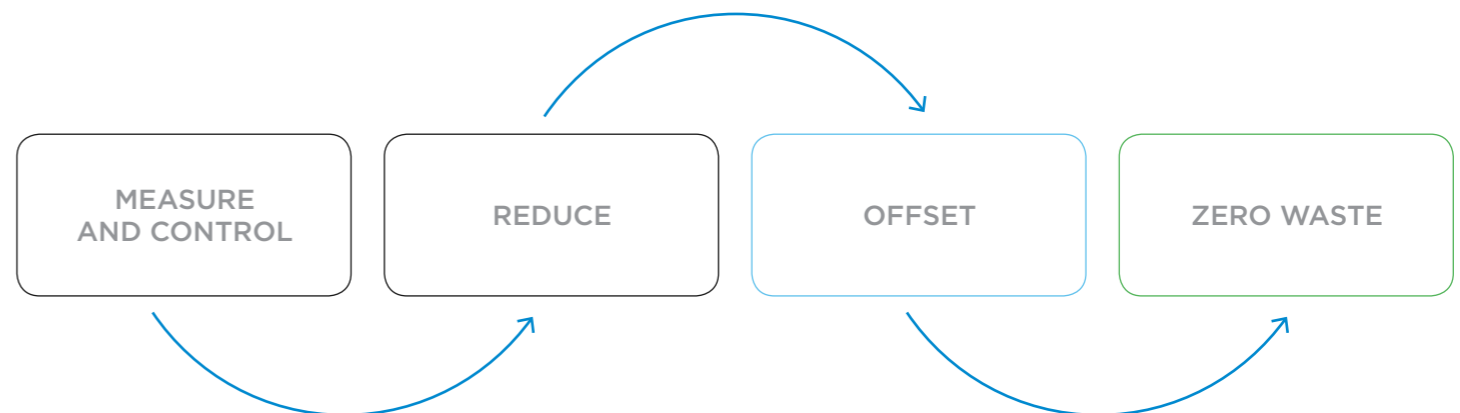 MEASURE
AND CONTROL
REDUCE
OFFSET
ZERO WASTE